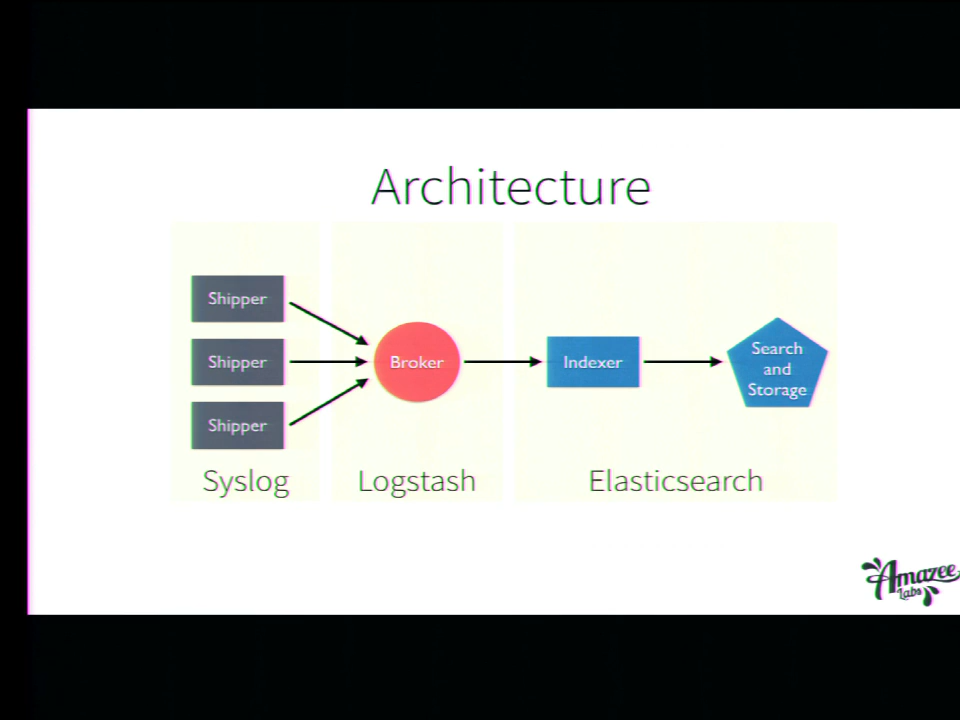 Architecture
Shipper
Shipper
Shipper
Broker
Indexer
Search
and
Storage
Syslog
Logstash
Elasticsearch
Amazee
Labs